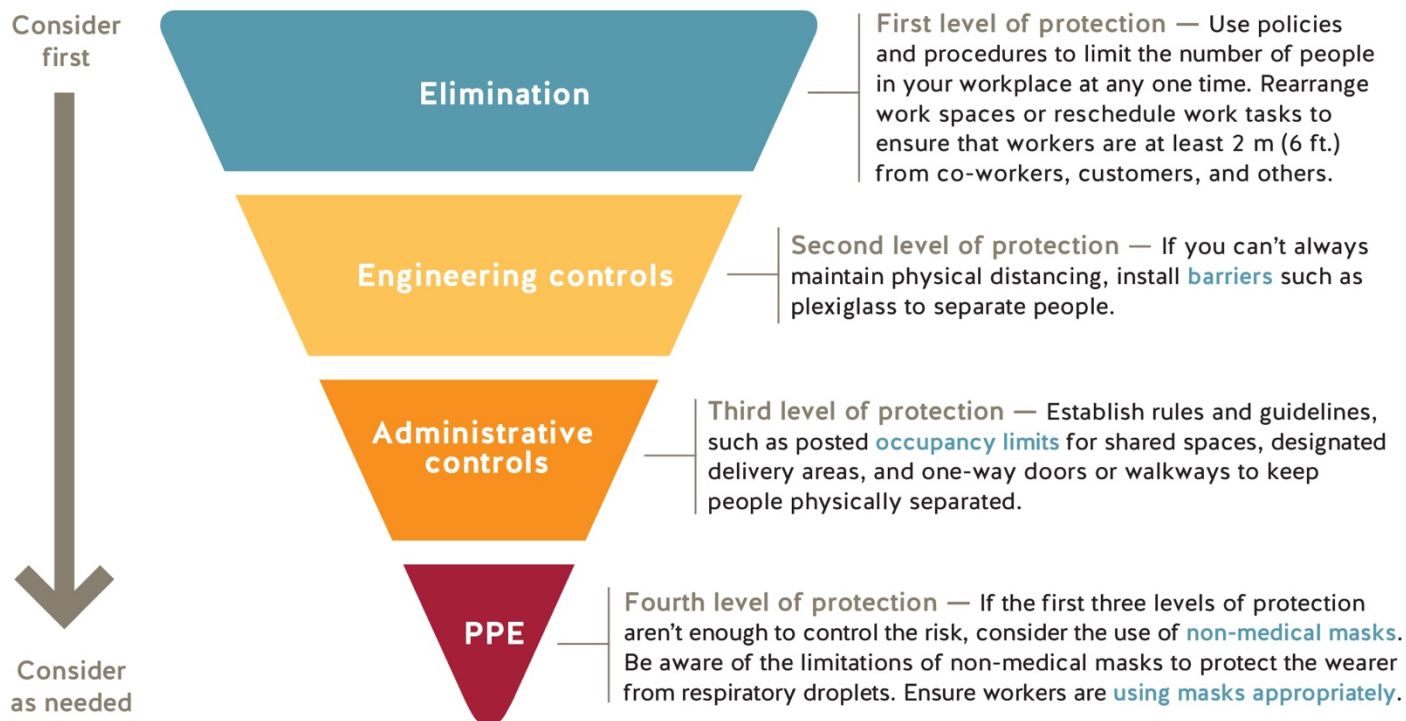 Consider
first
Elimination
First level of protection — Use policies
and procedures to limit the number of people
in your workplace at any one time. Rearrange
work spaces or reschedule work tasks to
ensure that workers are at least 2 m (6 ft.)
from co-workers, customers, and others.
Engineering controls
Second level of protection — If you can’t always
maintain physical distancing, install barriers such as
plexiglass to separate people.
Administrative
controls
Third level of protection — Establish rules and guidelines,
such as posted occupancy limits for shared spaces, designated
delivery areas, and one-way doors or walkways to keep
people physically separated.
PPE
Fourth level of protection — If the first three levels of protection
aren’t enough to control the risk, consider the use of non-medical masks.
Be aware of the limitations of non-medical masks to protect the wearer
from respiratory droplets. Ensure workers are using masks appropriately.
Consider
as needed